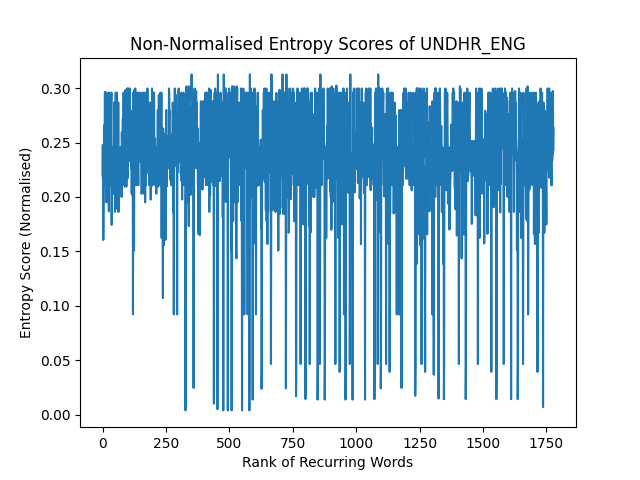 Non-Normalised Entropy Scores of UNDHR_ENG
Entropy Score (Normalised)
0.30
0.25
0.20
0.15
0.10
0.05
0.00
0 250 500 750 1000 1250 1500 1750
Rank of Recurring Words